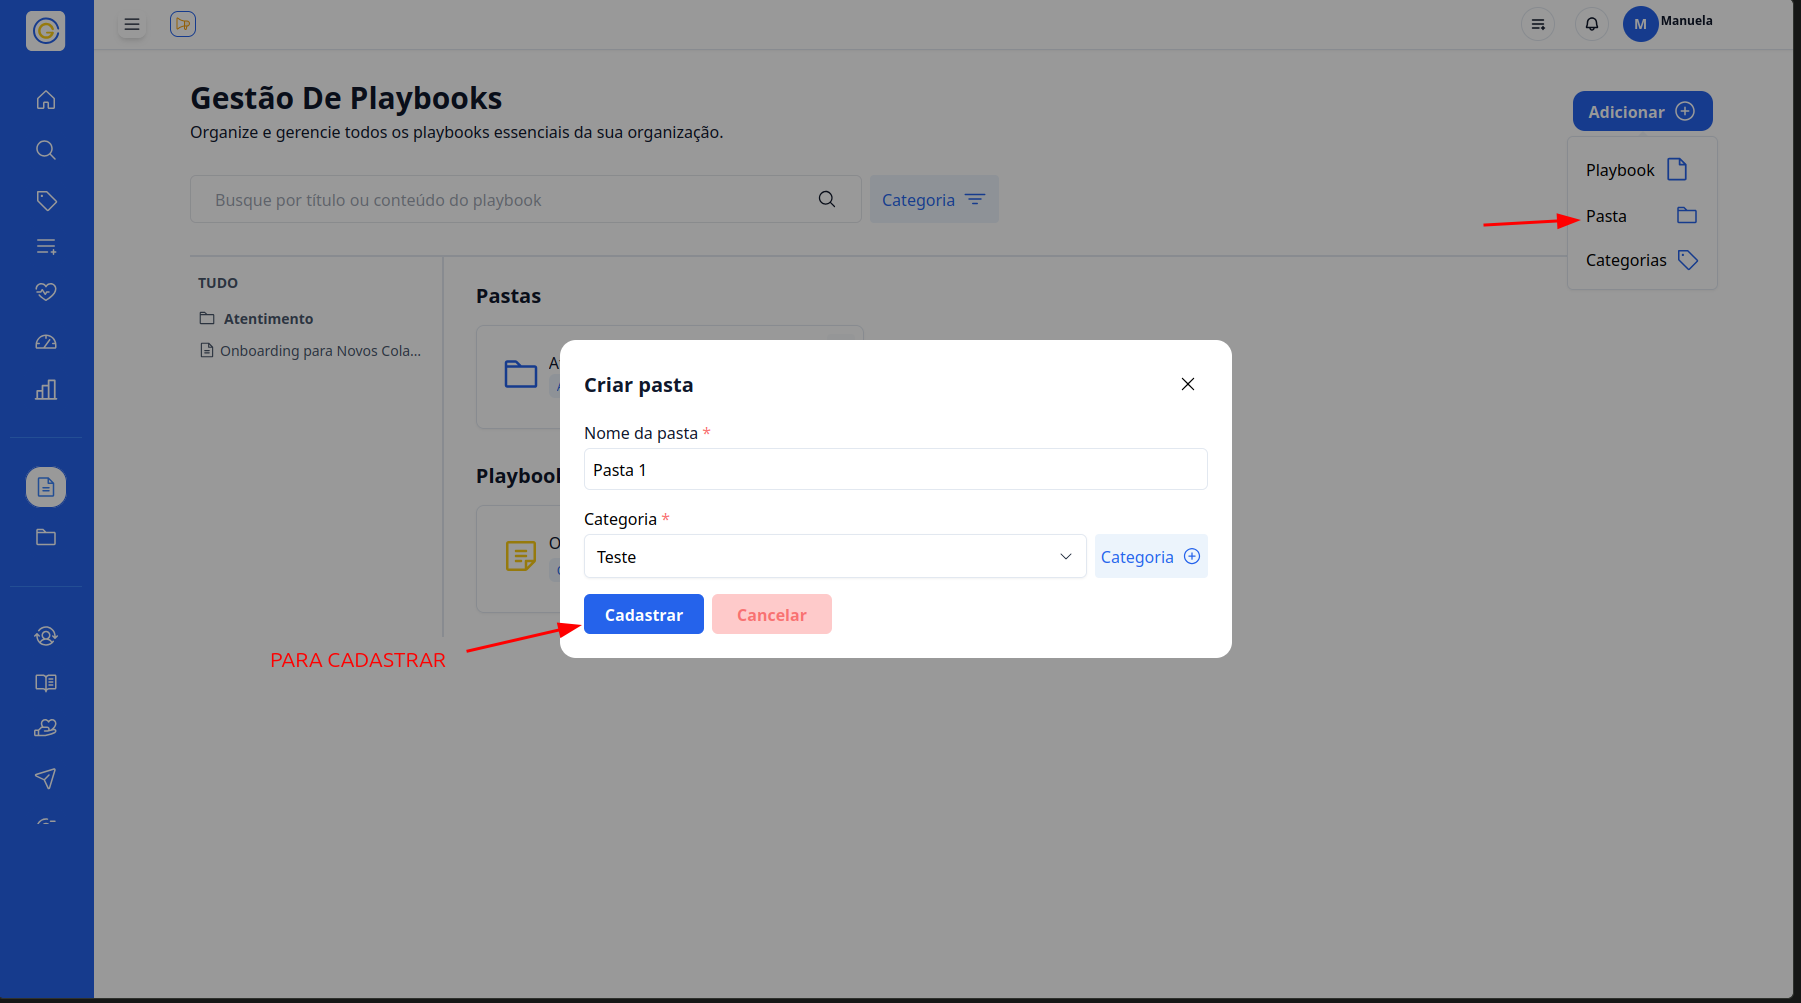 M Manuela
Gestão De Playbooks
Organize e gerencie todos os playbooks essenciais da sua organização.
Adicionar
Playbook
Pasta
Categorias
Busque por título ou conteúdo do playbook
Categoria
TUDO
Atentimento
Onboarding para Novos Cola...
Pastas
Criar pasta
Nome da pasta *
Pasta 1
Categoria *
Teste
Categoria
Cadastrar
Cancelar
PARA CADASTRAR